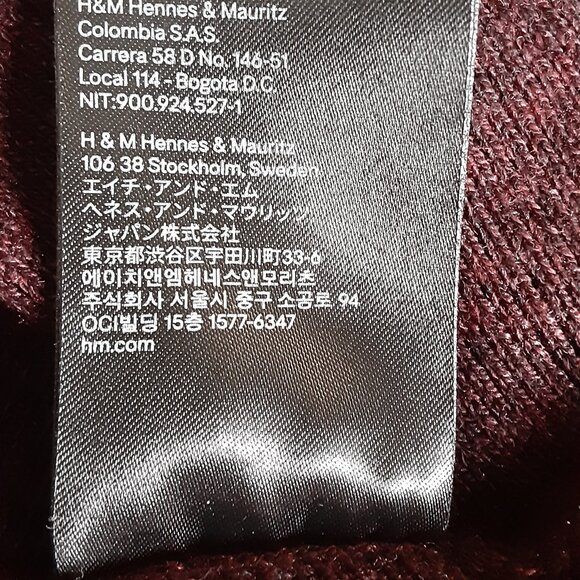 H&M Hennes & Mauritz
Colombia S.A.S.
Carrera 58 D No. 146-51
Local 114 - Bogota D.C.
NIT:900.924.527-1
H & M Hennes & Mauritz
106 38 Stockholm, Sweden
エイチ・アンド・エム
ヘネス・アンド・マウリッツ
ジャパン株式会社
東京都渋谷区宇田川町33-6
에이치앤엠헤네스앤모리츠
주식회사 서울시 중구 소공로 94
OCI빌딩 15층 1577-6347
hm.com